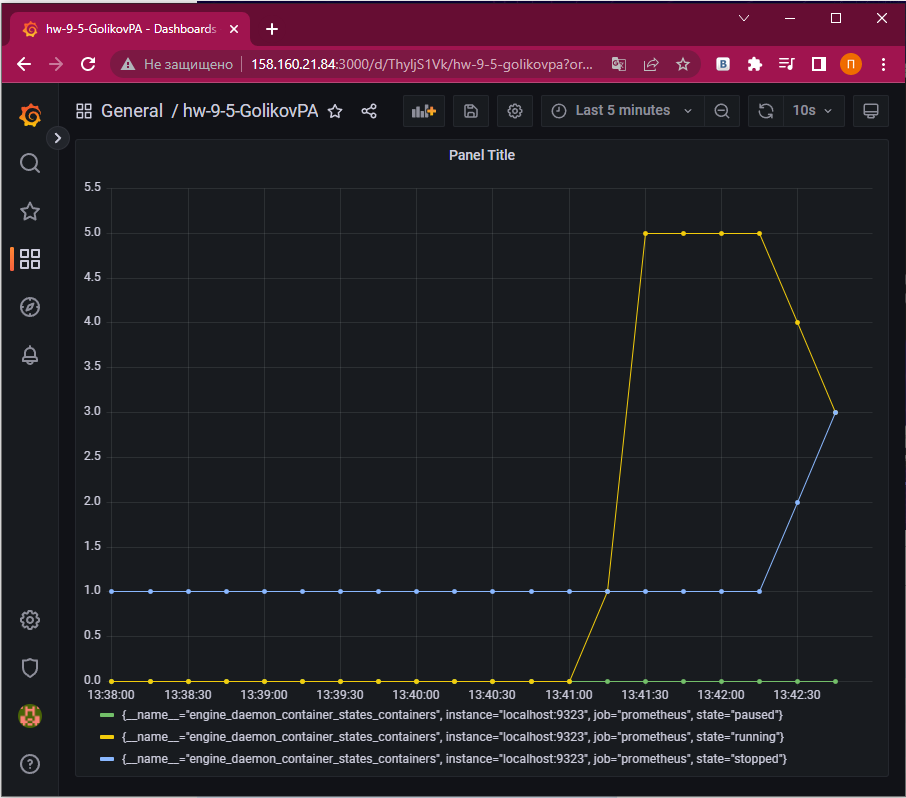 hw-9-5-GolikovPA - Dashboards
Не защищено
158.160.21.84:3000/d/ThyljS1Vk/hw-9-5-golikovpa?or...
B
П
General / hw-9-5-GolikovPA
Last 5 minutes
10s
Panel Title
5.5
5.0
4.5
4.0
3.5
3.0
2.5
2.0
1.5
1.0
0.5
0.0
13:38:00 13:38:30 13:39:00 13:39:30 13:40:00 13:40:30 13:41:00 13:41:30 13:42:00 13:42:30
{__name__="engine_daemon_container_states_containers", instance="localhost:9323", job="prometheus", state="paused"}
{__name__="engine_daemon_container_states_containers", instance="localhost:9323", job="prometheus", state="running"}
{__name__="engine_daemon_container_states_containers", instance="localhost:9323", job="prometheus", state="stopped"}